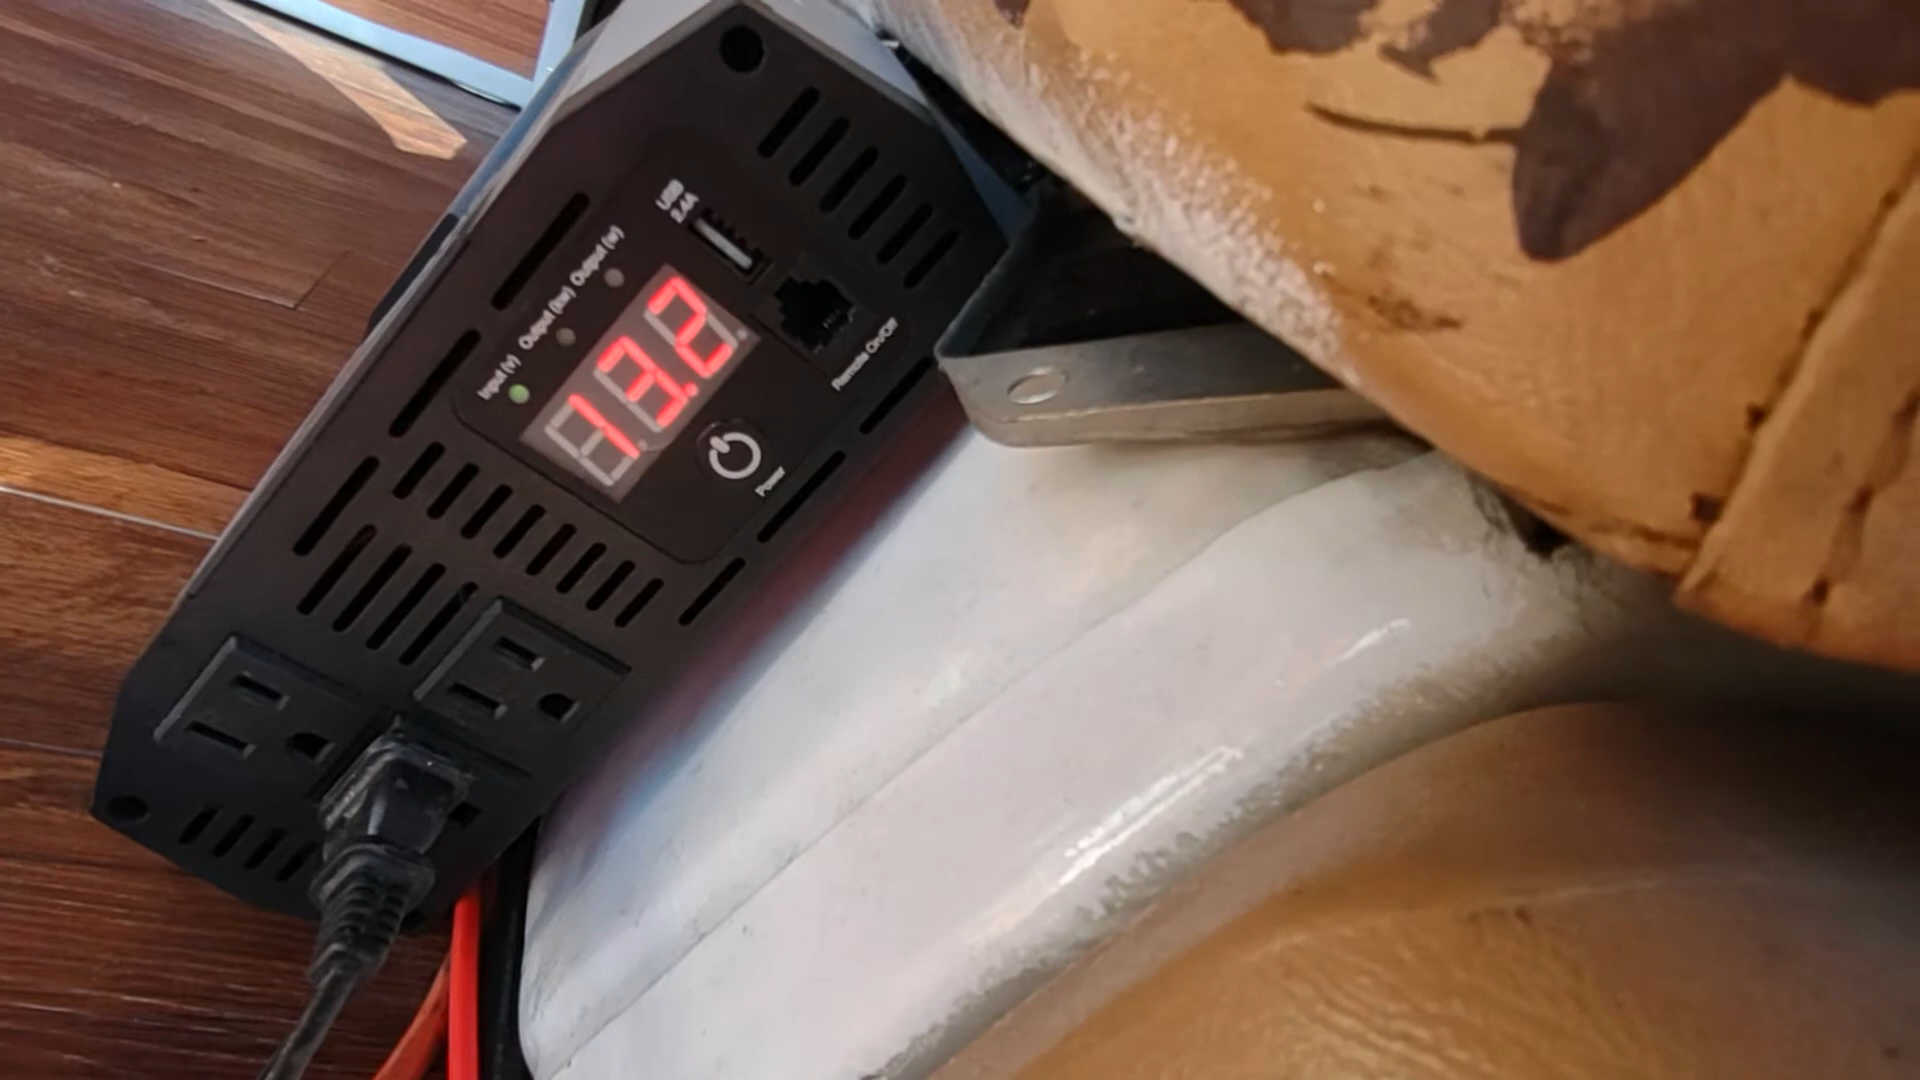 USB
2.4A
Output (w)
Output (kw)
Input (v)
13.2
Remote On/Off
Power